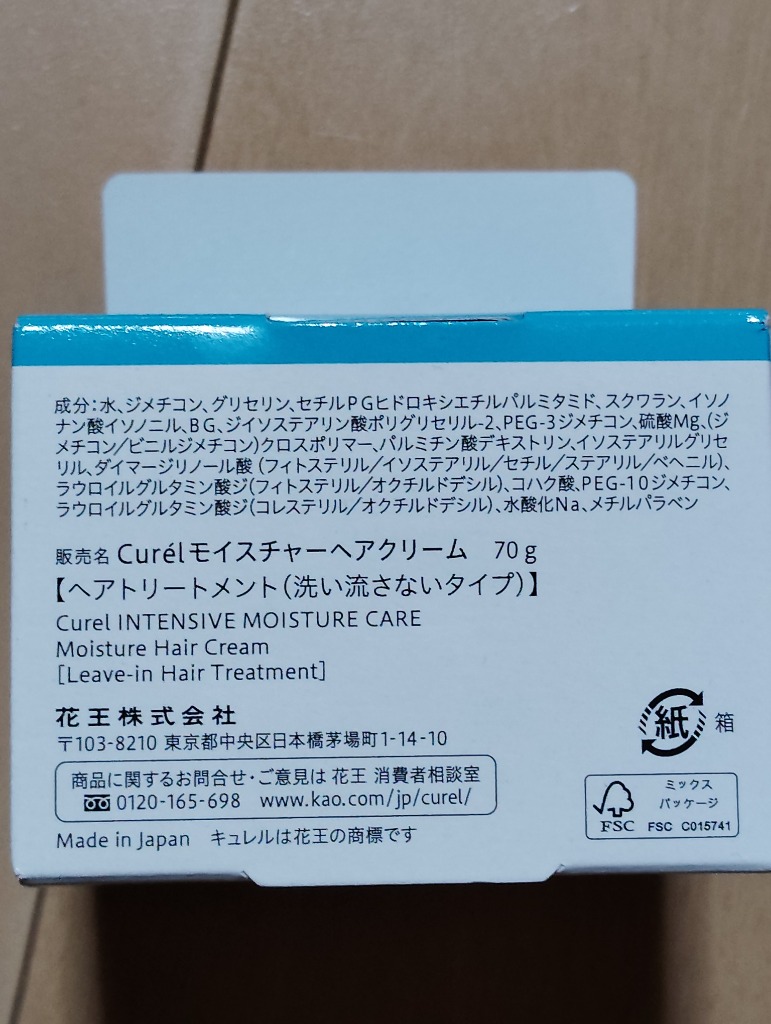 成分：水、ジメチコン、グリセリン、セチルPGヒドロキシエチルパルミタミド、スクワラン、イソノ
ナン酸イソノニル、BG、ジイソステアリン酸ポリグリセリル-2、PEG-3ジメチコン、硫酸Mg、(ジ
メチコン/ビニルジメチコン)クロスポリマー、パルミチン酸デキストリン、イソステアリルグリセ
リル、ダイマージリノール酸（フィトステリル/イソステアリル/セチル/ステアリル/ベヘニル）、
ラウロイルグルタミン酸ジ(フィトステリル/オクチルドデシル)、コハク酸、PEG-10ジメチコン、
ラウロイルグルタミン酸ジ(コレステリル/オクチルドデシル)、水酸化Na、メチルパラベン
販売名 Curélモイスチャーヘアクリーム 70g
【ヘアトリートメント（洗い流さないタイプ）】
Curel INTENSIVE MOISTURE CARE
Moisture Hair Cream
[Leave-in Hair Treatment]
花王株式会社
〒103-8210 東京都中央区日本橋茅場町1-14-10
商品に関するお問合せ・ご意見は 花王 消費者相談室
0120-165-698 www.kao.com/jp/curel/
Made in Japan キュレルは花王の商標です
紙 箱
ミックス
パッケージ
FSC FSC C015741